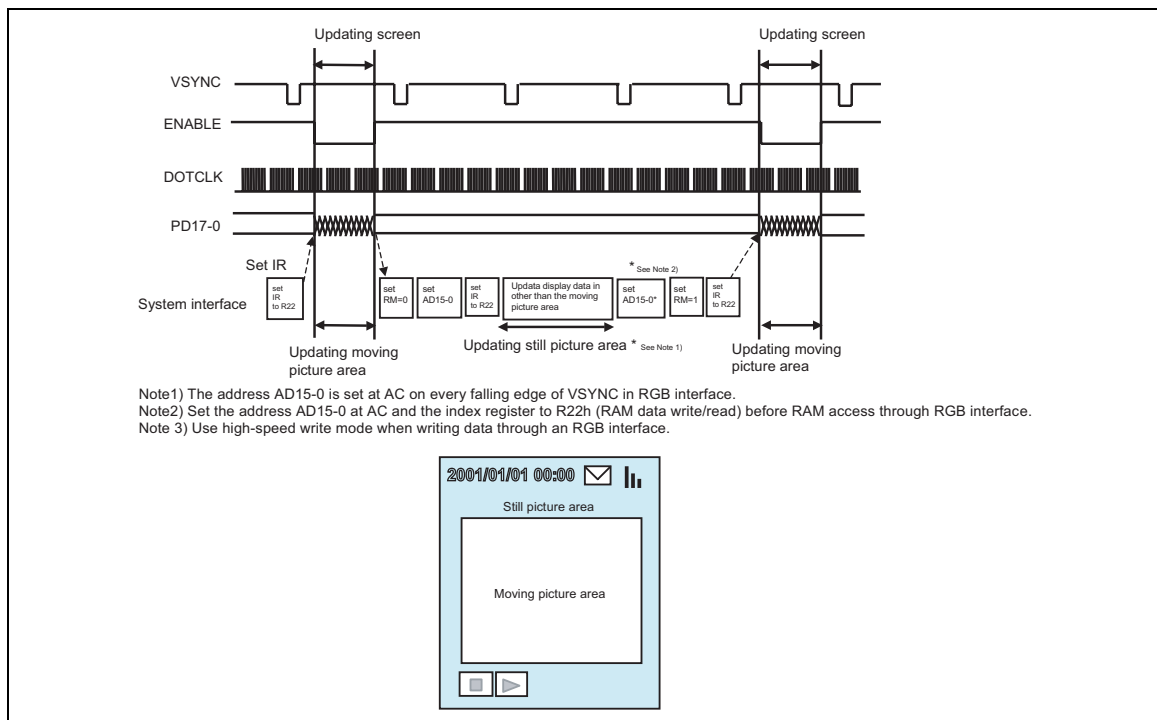 Updating screen
Updating screen
VSYNC
ENABLE
DOTCLK
PD17-0
Set IR
System interface
set
IR
to R22
set
RM=0
set
AD15-0
set
IR
to R22
Updata display data in
other than the moving
picture area
* See Note 2)
set
AD15-0*
set
RM=1
set
IR
to R22
Updating moving
picture area
Updating still picture area * See Note 1)
Updating moving
picture area
Note1) The address AD15-0 is set at AC on every falling edge of VSYNC in RGB interface.
Note2) Set the address AD15-0 at AC and the index register to R22h (RAM data write/read) before RAM access through RGB interface.
Note 3) Use high-speed write mode when writing data through an RGB interface.
2001/01/01 00:00
Still picture area
Moving picture area